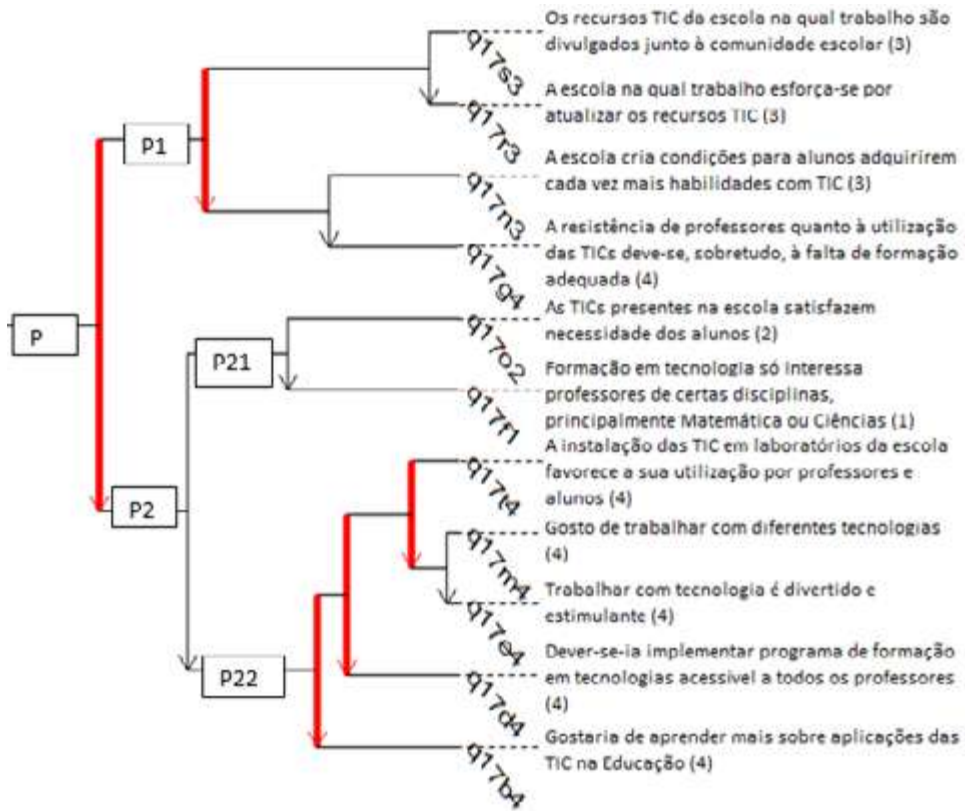 Os recursos TIC da escola na qual trabalho são
divulgados junto à comunidade escolar (3)
q17s3
A escola na qual trabalho esforça-se por
atualizar os recursos TIC (3)
q17r3
P1
A escola cria condições para alunos adquirirem
cada vez mais habilidades com TIC (3)
q17n3
A resistência de professores quanto à utilização
das TICs deve-se, sobretudo, à falta de formação
adequada (4)
q17g4
P
As TICs presentes na escola satisfazem
necessidade dos alunos (2)
q17o2
P21
Formação em tecnologia só interessa
professores de certas disciplinas,
principalmente Matemática ou Ciências (1)
q17f1
A instalação das TIC em laboratórios da escola
favorece a sua utilização por professores e
alunos (4)
q17t4
P2
Gosto de trabalhar com diferentes tecnologias
(4)
q17m4
Trabalhar com tecnologia é divertido e
estimulante (4)
q17e4
P22
Dever-se-ia implementar programa de formação
em tecnologias acessivel a todos os professores
(4)
q17d4
Gostaria de aprender mais sobre aplicações das
TIC na Educação (4)
q17b4